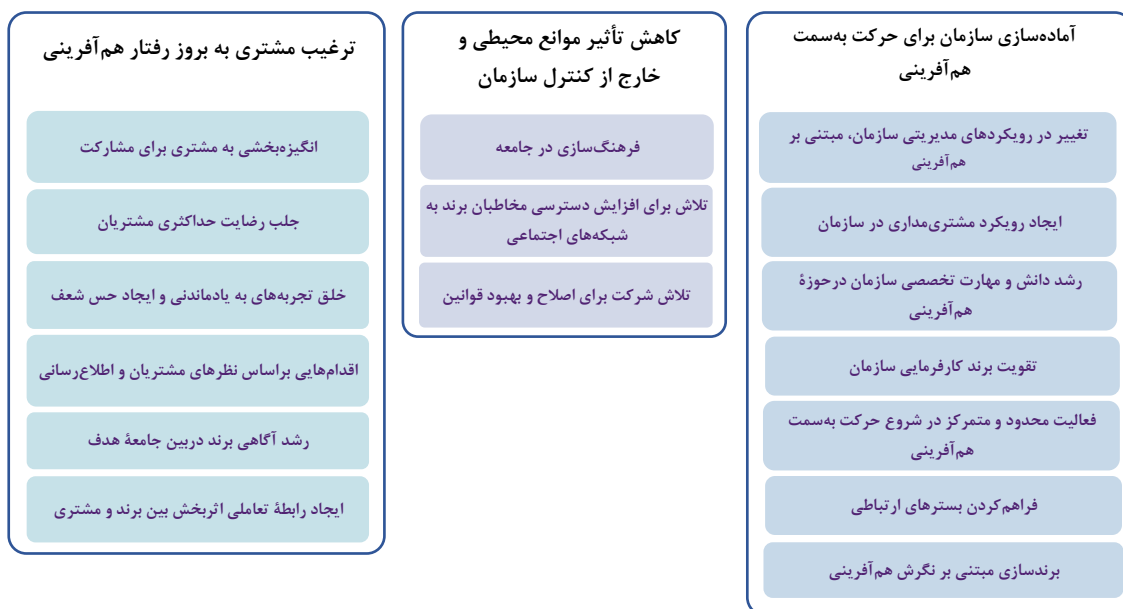 آماده‌سازی سازمان برای حرکت به‌سمت
هم‌آفرینی
تغییر در رویکردهای مدیریتی سازمان، مبتنی بر
هم‌آفرینی
ایجاد رویکرد مشتری‌مداری در سازمان
رشد دانش و مهارت تخصصی سازمان درحوزۀ
هم‌آفرینی
تقویت برند کارفرمایی سازمان
فعالیت محدود و متمرکز در شروع حرکت به‌سمت
هم‌آفرینی
فراهم‌کردن بسترهای ارتباطی
برندسازی مبتنی بر نگرش هم‌آفرینی
کاهش تأثیر موانع محیطی و
خارج از کنترل سازمان
فرهنگ‌سازی در جامعه
تلاش برای افزایش دسترسی مخاطبان برند به
شبکه‌های اجتماعی
تلاش شرکت برای اصلاح و بهبود قوانین
ترغیب مشتری به بروز رفتار هم‌آفرینی
انگیزه‌بخشی به مشتری برای مشارکت
جلب رضایت حداکثری مشتریان
خلق تجربه‌های به یادماندنی و ایجاد حس شعف
اقدام‌هایی براساس نظرهای مشتریان و اطلاع‌رسانی
رشد آگاهی برند دربین جامعۀ هدف
ایجاد رابطۀ تعاملی اثربخش بین برند و مشتری